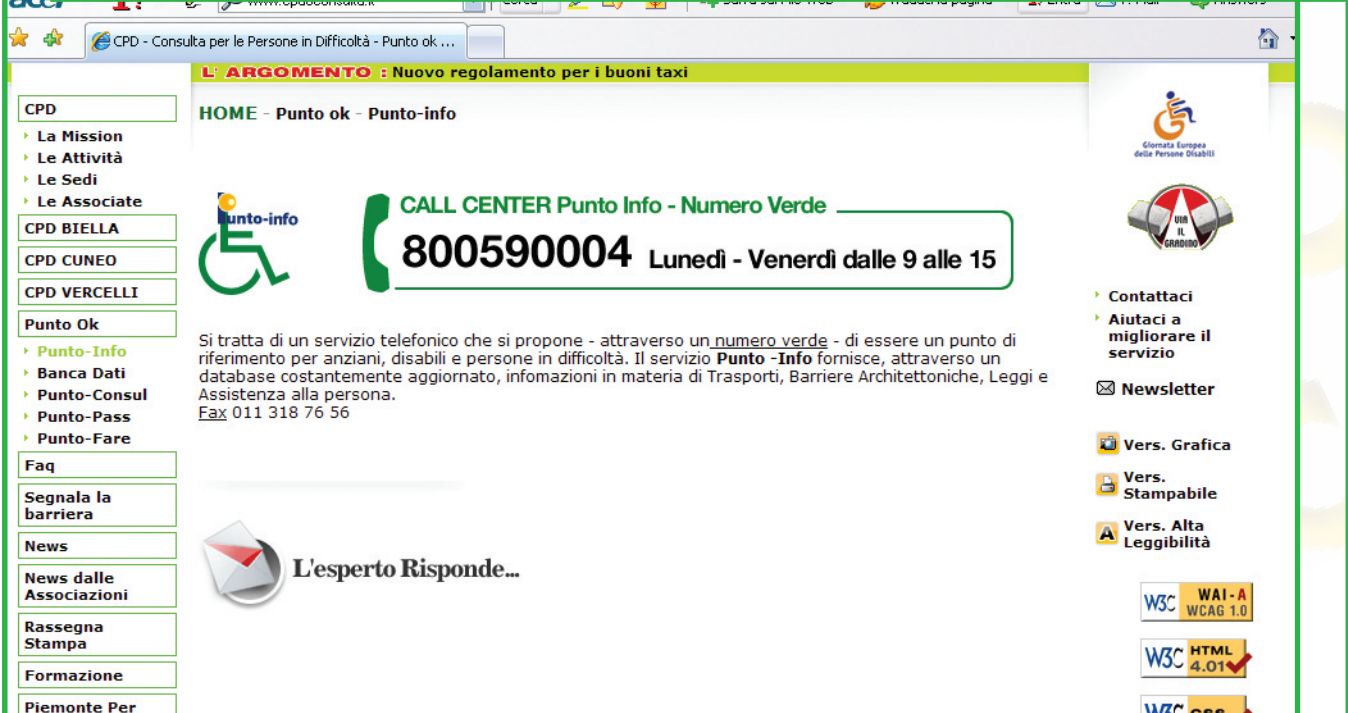 acer
www.cpdconsulta.it
Cerca
CPD - Consulta per le Persone in Difficoltà - Punto ok ...
L' ARGOMENTO : Nuovo regolamento per i buoni taxi
CPD
La Mission
Le Attività
Le Sedi
Le Associate
CPD BIELLA
CPD CUNEO
CPD VERCELLI
Punto Ok
Punto-Info
Banca Dati
Punto-Consul
Punto-Pass
Punto-Fare
Faq
Segnala la
barriera
News
News dalle
Associazioni
Rassegna
Stampa
Formazione
Piemonte Per
HOME - Punto ok - Punto-info
Punto-info
CALL CENTER Punto Info - Numero Verde
800590004 Lunedì - Venerdì dalle 9 alle 15
Si tratta di un servizio telefonico che si propone - attraverso un numero verde - di essere un punto di
riferimento per anziani, disabili e persone in difficoltà. Il servizio Punto -Info fornisce, attraverso un
database costantemente aggiornato, infomazioni in materia di Trasporti, Barriere Architettoniche, Leggi e
Assistenza alla persona.
Fax 011 318 76 56
L'esperto Risponde...
Giornata Europea
delle Persone Disabili
VIA
IL
GRADINO
Contattaci
Aiutaci a
migliorare il
servizio
Newsletter
Vers. Grafica
Vers.
Stampabile
Vers. Alta
Leggibilità
W3C WAI-A
WCAG 1.0
W3C HTML
4.01
W3C CSS